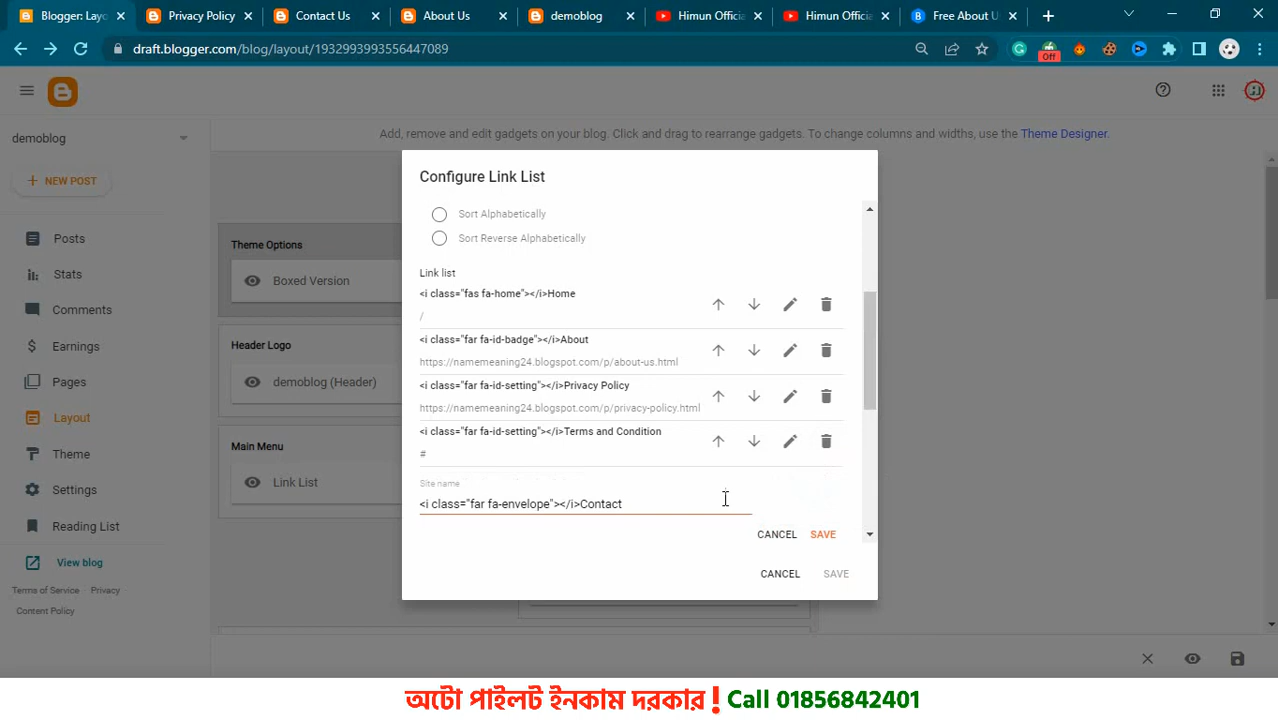 Blogger: Layo
Privacy Policy
Contact Us
About Us
demoblog
Himun Officia
Himun Officia
Free About U
draft.blogger.com/blog/layout/1932993993556447089
Off
demoblog
Add, remove and edit gadgets on your blog. Click and drag to rearrange gadgets. To change columns and widths, use the Theme Designer.
NEW POST
Posts
Stats
Comments
Earnings
Pages
Layout
Theme
Settings
Reading List
View blog
Terms of Service
Privacy
Content Policy
Theme Options
Boxed Version
Header Logo
demoblog (Header)
Main Menu
Link List
Configure Link List
Sort Alphabetically
Sort Reverse Alphabetically
Link list
<i class="fas fa-home"></i>Home
/
<i class="far fa-id-badge"></i>About
https://namemeaning24.blogspot.com/p/about-us.html
<i class="far fa-id-setting"></i>Privacy Policy
https://namemeaning24.blogspot.com/p/privacy-policy.html
<i class="far fa-id-setting"></i>Terms and Condition
#
Site name
<i class="far fa-envelope"></i>Contact
CANCEL SAVE
CANCEL SAVE
অটো পাইলট ইনকাম দরকার ! Call 01856842401